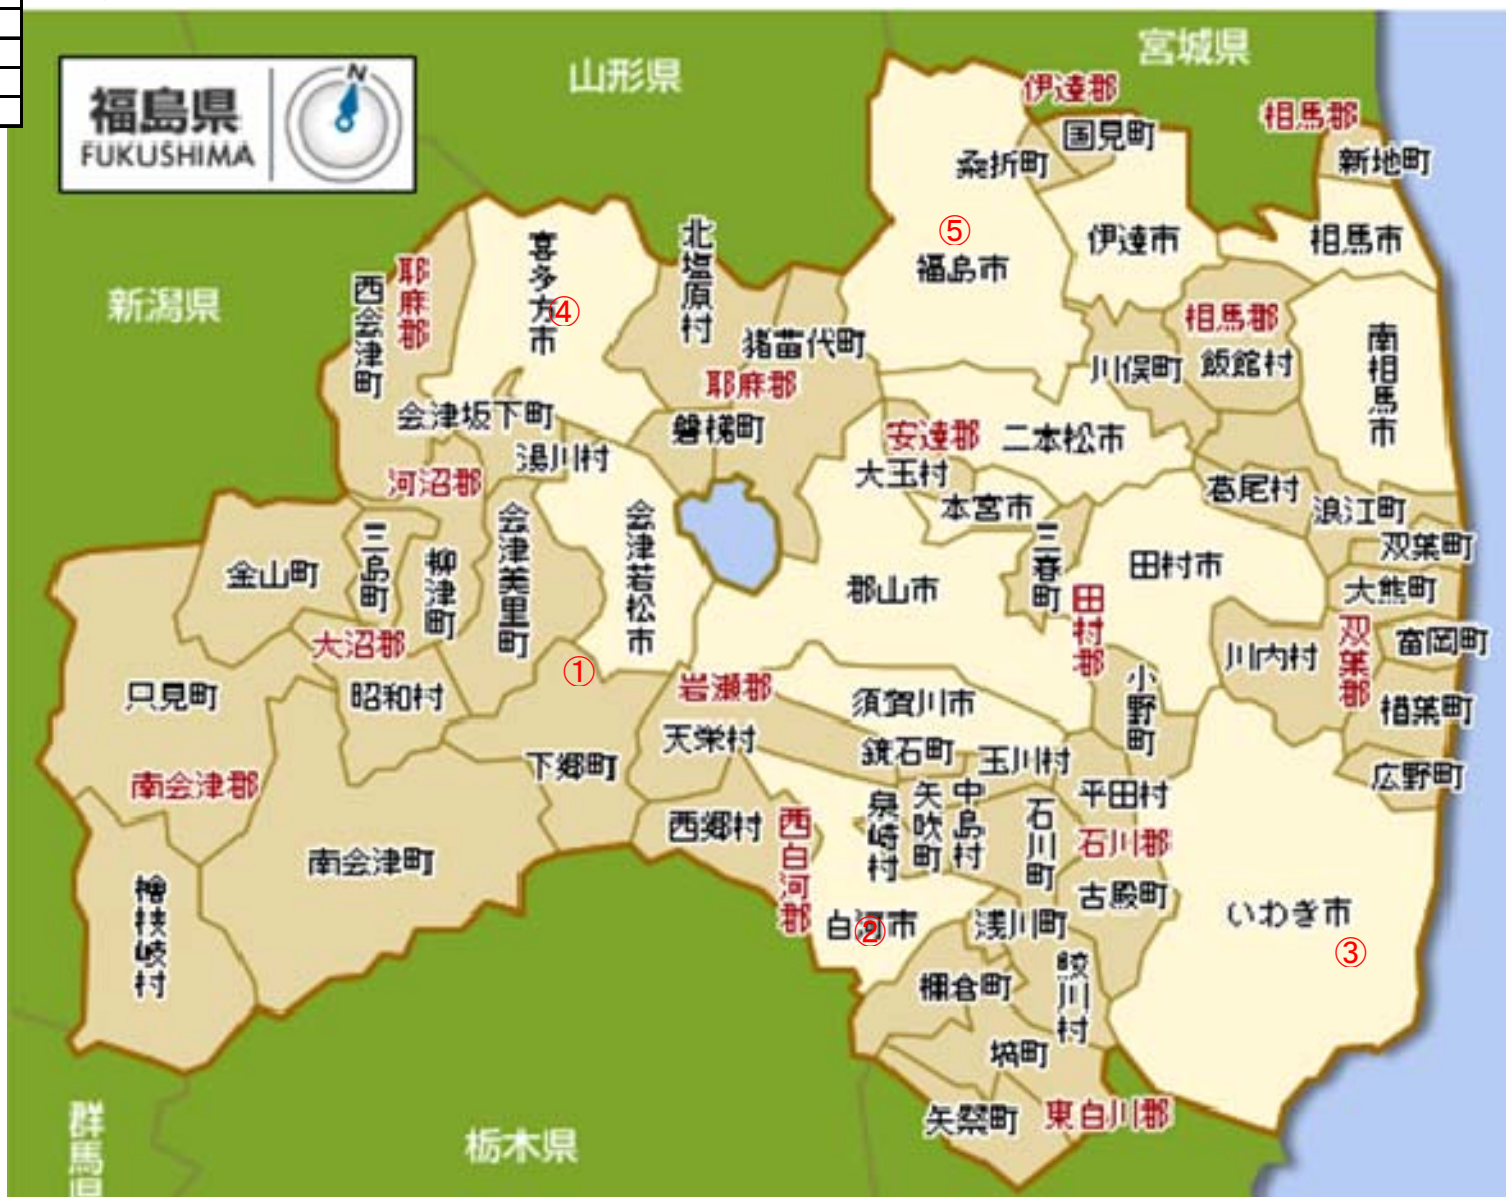 福島県
FUKUSHIMA
N
山形県
宮城県
新潟県
群馬県
栃木県
伊達郡
国見町
桑折町
相馬郡
新地町
⑤
福島市
伊達市
相馬市
喜多方市
④
北塩原村
耶麻郡
西会津町
猪苗代町
耶麻郡
磐梯町
相馬郡
飯館村
川俣町
南相馬市
会津坂下町
湯川村
河沼郡
安達郡
二本松市
大玉村
本宮市
葛尾村
浪江町
双葉町
大熊町
金山町
三島町
柳津町
会津美里町
会津若松市
郡山市
三春町
田村市
田村郡
大沼郡
昭和村
只見町
①
岩瀬郡
須賀川市
小野町
川内村
双葉郡
富岡町
楢葉町
広野町
天栄村
鏡石町
玉川村
平田村
下郷町
南会津郡
南会津町
檜枝岐村
西郷村
西白河郡
泉崎村
矢吹町
中島村
石川町
石川郡
古殿町
白河市
②
浅川町
いわき市
③
棚倉町
鮫川村
塙町
矢祭町
東白川郡